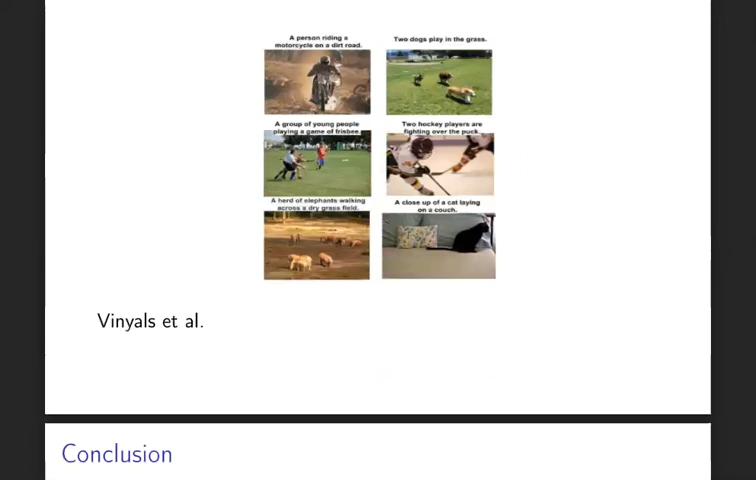 A person riding a
motorcycle on a dirt road.
Two dogs play in the grass.
A group of young people
playing a game of frisbee.
Two hockey players are
fighting over the puck.
A herd of elephants walking
across a dry grass field.
A close up of a cat laying
on a couch.
Vinyals et al.
Conclusion